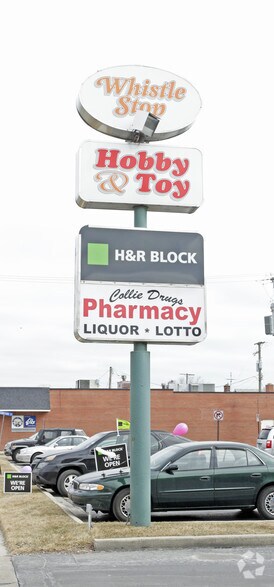 Whistle
Stop
Hobby
& Toy
H&R BLOCK
Collie Drugs
Pharmacy
LIQUOR * LOTTO
WE'RE
OPEN
WE'RE
OPEN